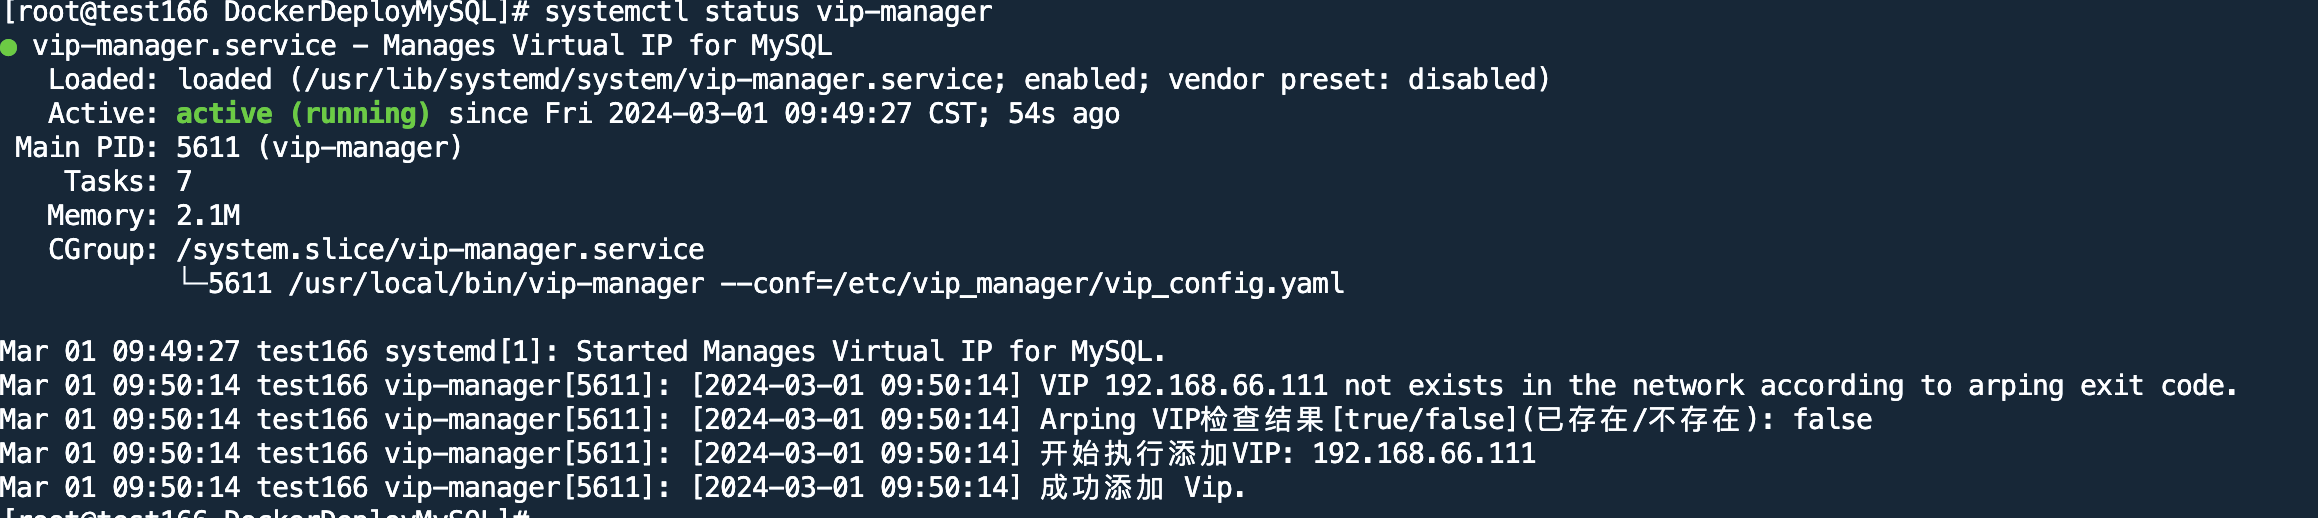 [root@test166 DockerDeployMySQL]# systemctl status vip-manager
● vip-manager.service - Manages Virtual IP for MySQL
   Loaded: loaded (/usr/lib/systemd/system/vip-manager.service; enabled; vendor preset: disabled)
   Active: active (running) since Fri 2024-03-01 09:49:27 CST; 54s ago
 Main PID: 5611 (vip-manager)
    Tasks: 7
   Memory: 2.1M
   CGroup: /system.slice/vip-manager.service
           └─5611 /usr/local/bin/vip-manager --conf=/etc/vip_manager/vip_config.yaml
Mar 01 09:49:27 test166 systemd[1]: Started Manages Virtual IP for MySQL.
Mar 01 09:50:14 test166 vip-manager[5611]: [2024-03-01 09:50:14] VIP 192.168.66.111 not exists in the network according to arping exit code.
Mar 01 09:50:14 test166 vip-manager[5611]: [2024-03-01 09:50:14] Arping VIP检查结果[true/false](已存在/不存在): false
Mar 01 09:50:14 test166 vip-manager[5611]: [2024-03-01 09:50:14] 开始执行添加VIP: 192.168.66.111
Mar 01 09:50:14 test166 vip-manager[5611]: [2024-03-01 09:50:14] 成功添加 Vip.
[root@test166 DockerDeployMySQL]#